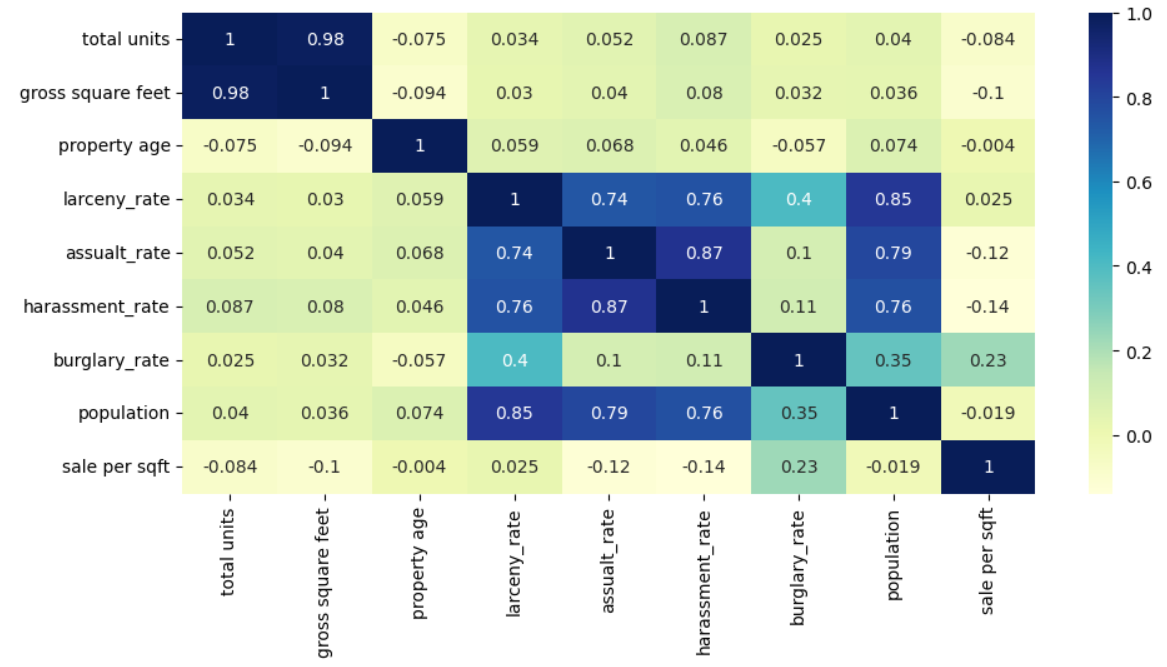 total units 1 0.98 -0.075 0.034 0.052 0.087 0.025 0.04 -0.084
gross square feet 0.98 1 -0.094 0.03 0.04 0.08 0.032 0.036 -0.1
property age -0.075 -0.094 1 0.059 0.068 0.046 -0.057 0.074 -0.004
larceny_rate 0.034 0.03 0.059 1 0.74 0.76 0.4 0.85 0.025
assualt_rate 0.052 0.04 0.068 0.74 1 0.87 0.1 0.79 -0.12
harassment_rate 0.087 0.08 0.046 0.76 0.87 1 0.11 0.76 -0.14
burglary_rate 0.025 0.032 -0.057 0.4 0.1 0.11 1 0.35 0.23
population 0.04 0.036 0.074 0.85 0.79 0.76 0.35 1 -0.019
sale per sqft -0.084 -0.1 -0.004 0.025 -0.12 -0.14 0.23 -0.019 1
total units
gross square feet
property age
larceny_rate
assualt_rate
harassment_rate
burglary_rate
population
sale per sqft
1.0
0.8
0.6
0.4
0.2
0.0